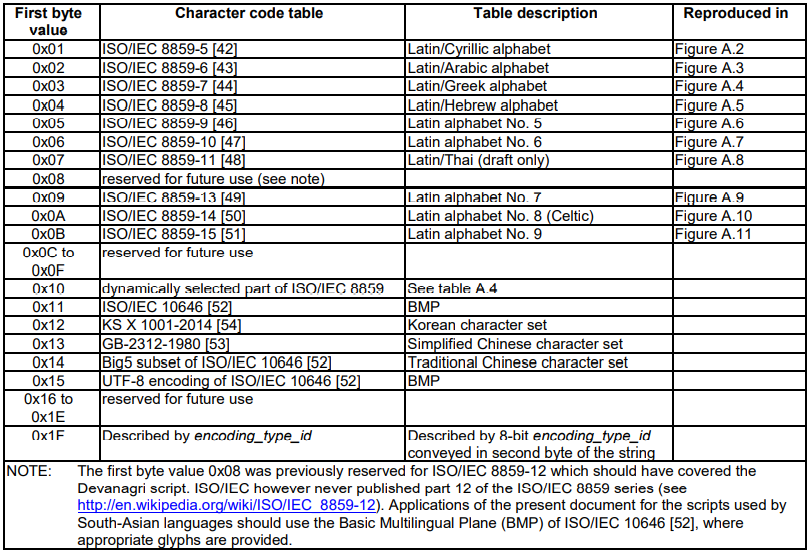 First byte value Character code table Table description Reproduced in
0x01 ISO/IEC 8859-5 [42] Latin/Cyrillic alphabet Figure A.2
0x02 ISO/IEC 8859-6 [43] Latin/Arabic alphabet Figure A.3
0x03 ISO/IEC 8859-7 [44] Latin/Greek alphabet Figure A.4
0x04 ISO/IEC 8859-8 [45] Latin/Hebrew alphabet Figure A.5
0x05 ISO/IEC 8859-9 [46] Latin alphabet No. 5 Figure A.6
0x06 ISO/IEC 8859-10 [47] Latin alphabet No. 6 Figure A.7
0x07 ISO/IEC 8859-11 [48] Latin/Thai (draft only) Figure A.8
0x08 reserved for future use (see note)
0x09 ISO/IEC 8859-13 [49] Latin alphabet No. 7 Figure A.9
0x0A ISO/IEC 8859-14 [50] Latin alphabet No. 8 (Celtic) Figure A.10
0x0B ISO/IEC 8859-15 [51] Latin alphabet No. 9 Figure A.11
0x0C to 0x0F reserved for future use
0x10 dynamically selected part of ISO/IEC 8859 See table A.4
0x11 ISO/IEC 10646 [52] BMP
0x12 KS X 1001-2014 [54] Korean character set
0x13 GB-2312-1980 [53] Simplified Chinese character set
0x14 Big5 subset of ISO/IEC 10646 [52] Traditional Chinese character set
0x15 UTF-8 encoding of ISO/IEC 10646 [52] BMP
0x16 to 0x1E reserved for future use
0x1F Described by encoding_type_id Described by 8-bit encoding_type_id
conveyed in second byte of the string
NOTE: The first byte value 0x08 was previously reserved for ISO/IEC 8859-12 which should have covered the
Devanagri script. ISO/IEC however never published part 12 of the ISO/IEC 8859 series (see
http://en.wikipedia.org/wiki/ISO/IEC_8859-12). Applications of the present document for the scripts used by
South-Asian languages should use the Basic Multilingual Plane (BMP) of ISO/IEC 10646 [52], where
appropriate glyphs are provided.